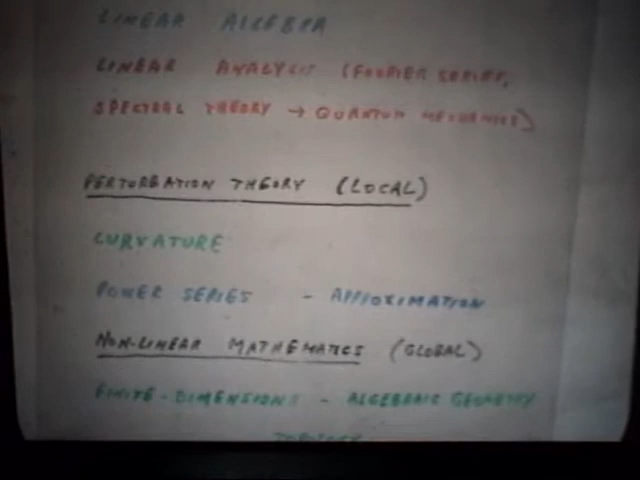 LINEAR ALGEBRA
LINEAR ANALYSIS (FOURIER SERIES,
SPECTRAL THEORY → QUANTUM MECHANICS)
PERTURBATION THEORY (LOCAL)
CURVATURE
POWER SERIES - APPROXIMATION
NON-LINEAR MATHEMATICS (GLOBAL)
FINITE-DIMENSIONS - ALGEBRAIC GEOMETRY